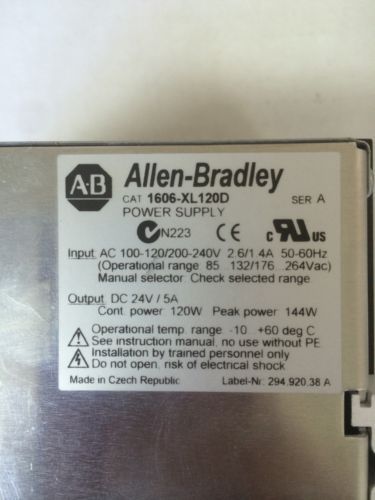 A·B Allen-Bradley
CAT 1606-XL120D SER A
POWER SUPPLY
N223 CE c RU US
Input: AC 100-120/200-240V 2.6/1.4A 50-60Hz
(Operational range 85...132/176...264Vac)
Manual selector: Check selected range
Output: DC 24V / 5A
Cont. power: 120W Peak power: 144W
Operational temp. range -10...+60 deg C
See instruction manual, no use without PE
Installation by trained personnel only
Do not open, risk of electrical shock
Made in Czech Republic Label-Nr. 294.920.38 A